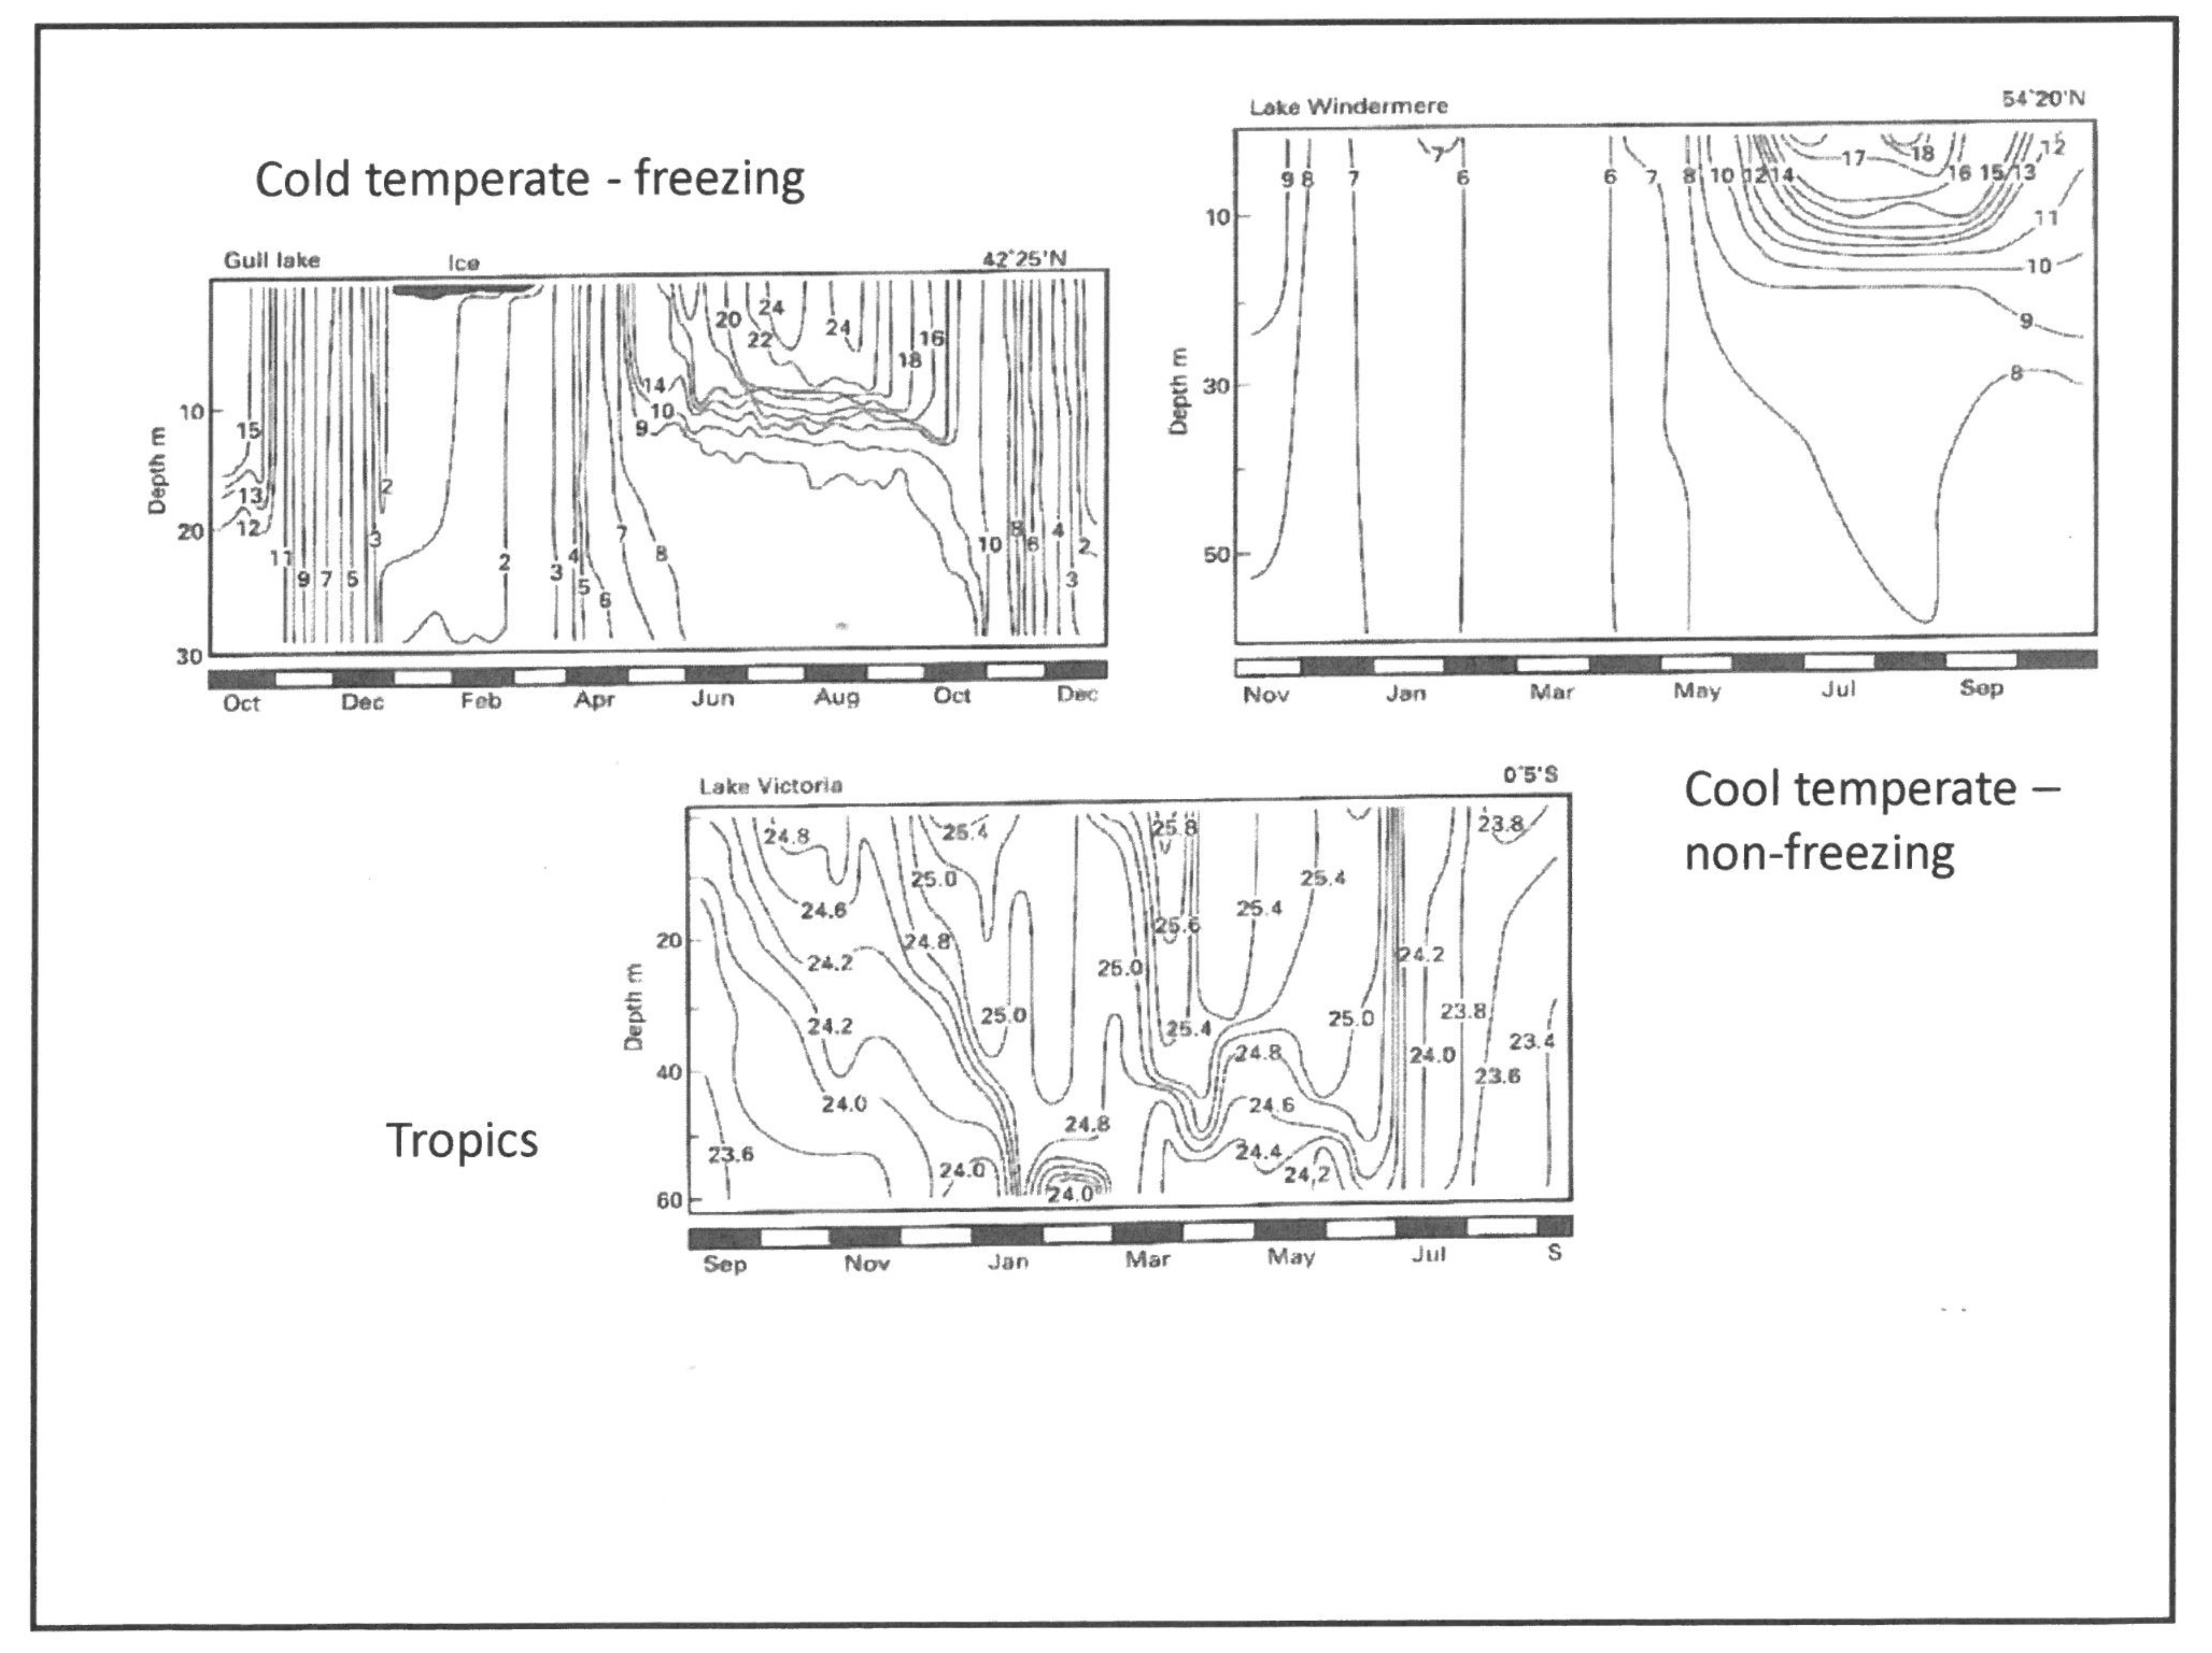 Cold temperate - freezing
Gull lake Ice 42°25'N
20 24 24
22 16
18
14
10 10
9
15
13 2
12 20 3
11 9 7 5 2 3 4 5 6 7 8 10 8 6 4 2 3
30
Depth m
Oct Dec Feb Apr Jun Aug Oct Dec
Lake Windermere 54°20'N
7 17 18 12
9 8 7 6 6 7 8 10 12 14 16 15 13
10 11
10
9
30 8
50
Depth m
Nov Jan Mar May Jul Sep
Cool temperate –
non-freezing
Lake Victoria 0°5'S
24.8 25.4 25.8 23.8
25.0 25.4
24.6 25.4
25.6
20 24.8
24.2 25.0 24.2
24.2 25.0 25.4 25.0 23.8
24.8 24.0 23.4
40 23.6
24.0 24.6
24.8
23.6 24.0 24.4
24.2
60 24.0
Depth m
Sep Nov Jan Mar May Jul S
Tropics